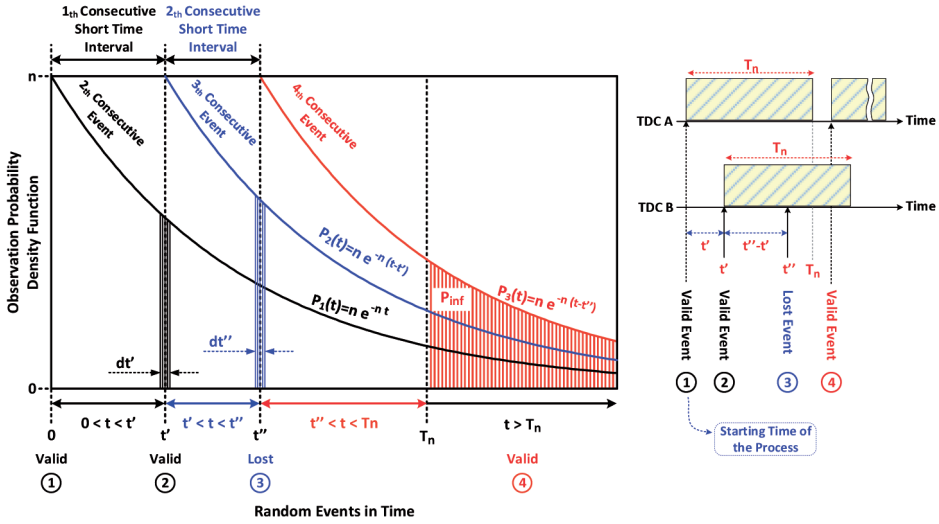 1th Consecutive
Short Time
Interval
2th Consecutive
Short Time
Interval
n
2th Consecutive
Event
3th Consecutive
Event
4th Consecutive
Event
Observation Probability
Density Function
P2(t)=n e-n (t-t')
P1(t)=n e-n t
Pinf
P3(t)=n e-n (t-t'')
dt'
dt''
0
0 < t < t'
t' < t < t''
t'' < t < Tn
t > Tn
0
t'
t''
Tn
Valid
Valid
Lost
Valid
1
2
3
4
Random Events in Time
Tn
TDC A
Time
Tn
TDC B
Time
t'
t''-t'
t'
t''
Tn
Valid Event
Valid Event
Lost Event
Valid Event
1
2
3
4
Starting Time of
the Process